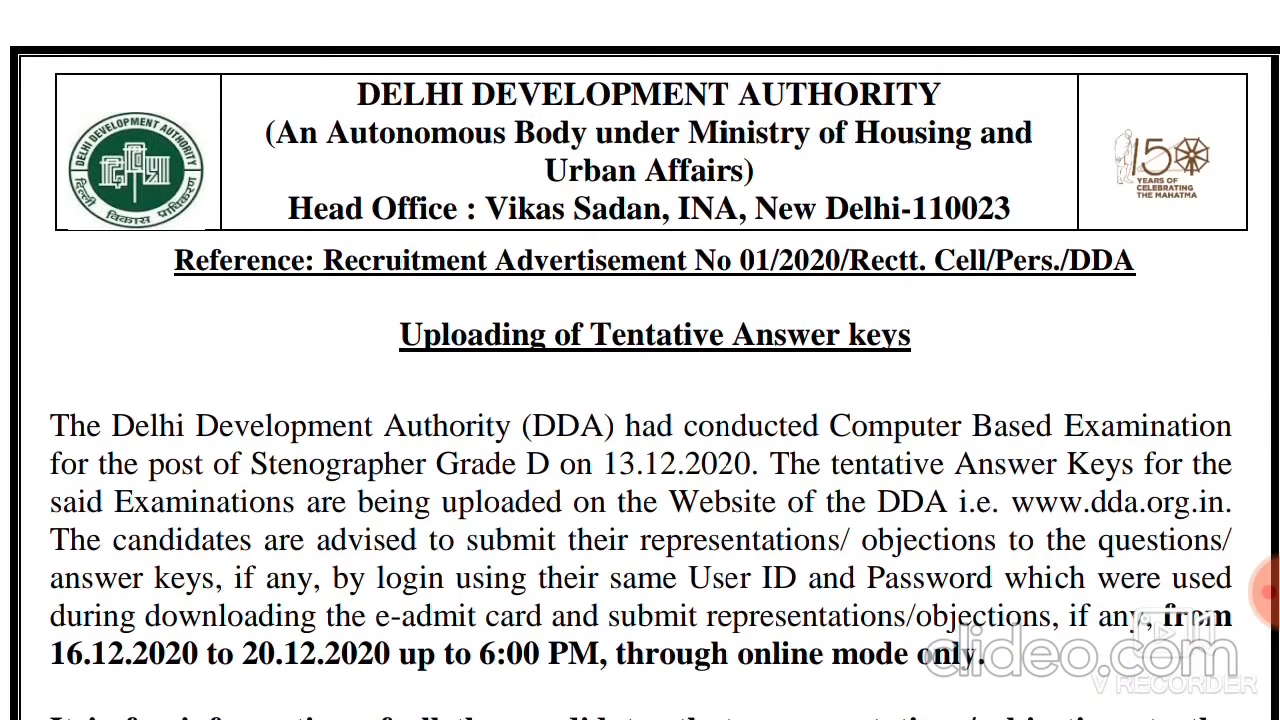 DELHI DEVELOPMENT AUTHORITY
(An Autonomous Body under Ministry of Housing and
Urban Affairs)
Head Office : Vikas Sadan, INA, New Delhi-110023
DELHI DEVELOPMENT AUTHORITY
दिल्ली विकास प्राधिकरण
150
YEARS OF
CELEBRATING
THE MAHATMA
Reference: Recruitment Advertisement No 01/2020/Rectt. Cell/Pers./DDA
Uploading of Tentative Answer keys
The Delhi Development Authority (DDA) had conducted Computer Based Examination
for the post of Stenographer Grade D on 13.12.2020. The tentative Answer Keys for the
said Examinations are being uploaded on the Website of the DDA i.e. www.dda.org.in.
The candidates are advised to submit their representations/ objections to the questions/
answer keys, if any, by login using their same User ID and Password which were used
during downloading the e-admit card and submit representations/objections, if any, from
16.12.2020 to 20.12.2020 up to 6:00 PM, through online mode only.
clideo.com
V RECORDER